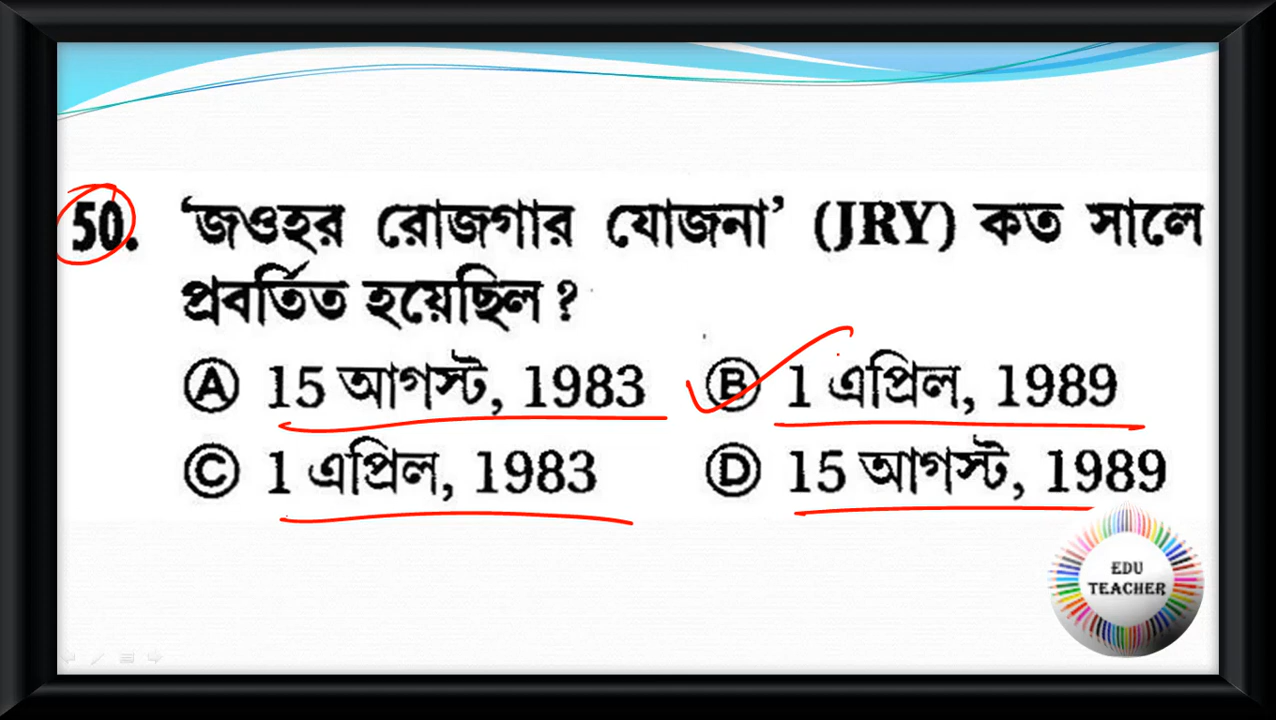 50. ‘জওহর রোজগার যোজনা’ (JRY) কত সালে
প্রবর্তিত হয়েছিল ?
Ⓐ 15 আগস্ট, 1983 Ⓑ 1 এপ্রিল, 1989
Ⓒ 1 এপ্রিল, 1983 Ⓓ 15 আগস্ট, 1989
EDU
TEACHER